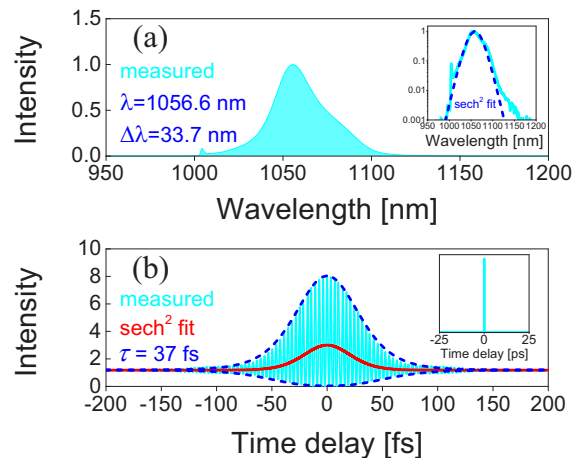 (a)
measured
λ=1056.6 nm
Δλ=33.7 nm
Intensity
1.5
1.0
0.5
0.0
950 1000 1050 1100 1150 1200
Wavelength [nm]
1
0.1
0.01
0.001
sech² fit
950 1000 1050 1100 1150 1200
Wavelength [nm]
(b)
measured
sech² fit
τ = 37 fs
Intensity
10
8
6
4
2
0
-200 -150 -100 -50 0 50 100 150 200
Time delay [fs]
-25 0 25
Time delay [ps]